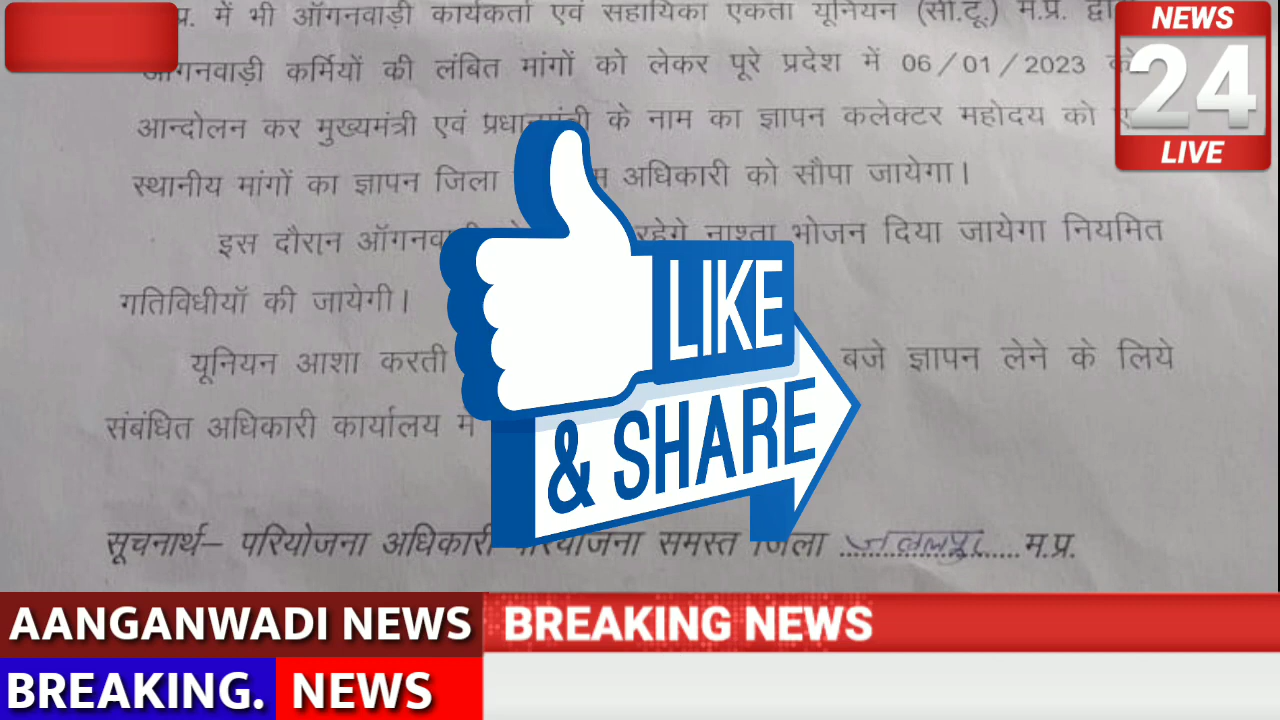 प्र. में भी ऑगनवाड़ी कार्यकर्ता एवं सहायिका एकता यूनियन (सी.टू.) म.प्र.
NEWS
24
LIVE
ऑगनवाड़ी कर्मियों की लंबित मांगों को लेकर पूरे प्रदेश में 06/01/2023 को
आन्दोलन कर मुख्यमंत्री एवं प्रधानमंत्री के नाम का ज्ञापन कलेक्टर महोदय को
स्थानीय मांगों का ज्ञापन जिला अधिकारी को सौपा जायेगा।
इस दौरान रहेगे नाश्ता भोजन दिया जायेगा नियमित
गतिविधीयॉ की जायेगी।
यूनियन आशा करती बजे ज्ञापन लेने के लिये
संबंधित अधिकारी कार्यालय
LIKE
& SHARE
सूचनार्थ– परियोजना अधिकारी परियोजना समस्त जिला जबलपुर म.प्र.
AANGANWADI NEWS
BREAKING NEWS
BREAKING. NEWS